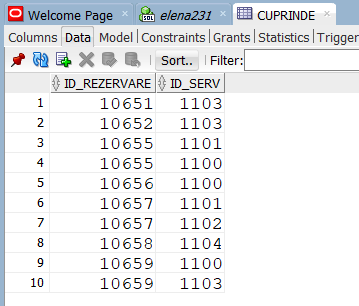 Welcome Page elena231 CUPRINDE
Columns Data Model Constraints Grants Statistics Trigger
Sort.. Filter:
ID_REZERVARE ID_SERV
1 10651 1103
2 10652 1103
3 10655 1101
4 10655 1100
5 10656 1100
6 10657 1101
7 10657 1102
8 10658 1104
9 10659 1100
10 10659 1103